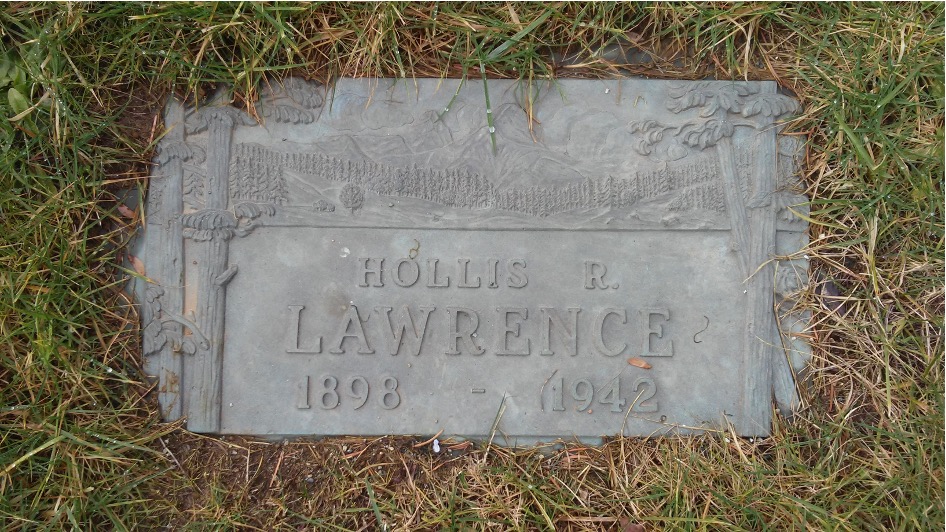 HOLLIS R.
LAWRENCE
1898 - 1942